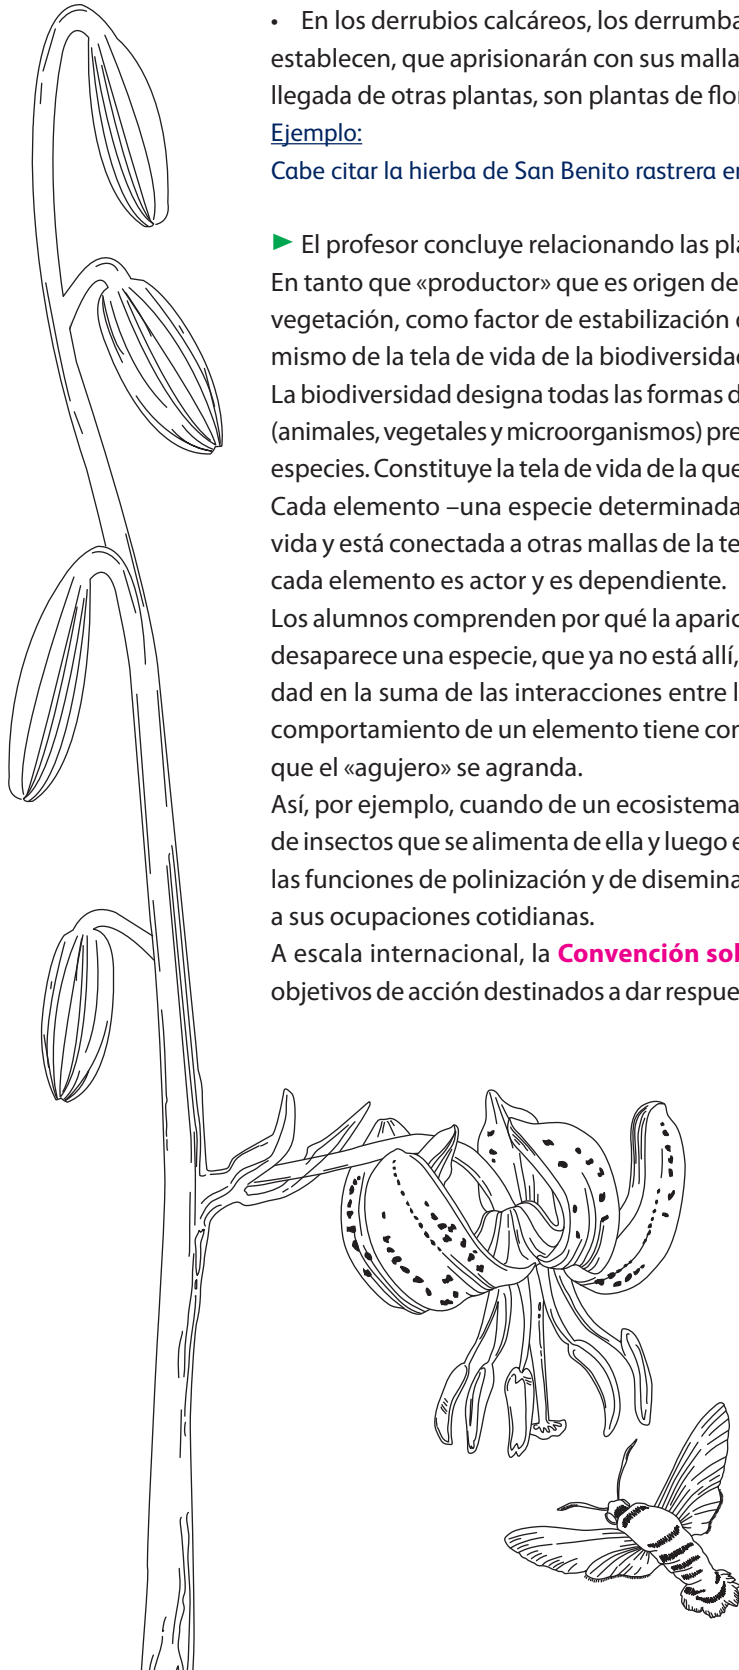 • En los derrubios calcáreos, los derrumba
establecen, que aprisionarán con sus malla
llegada de otras plantas, son plantas de flor
Ejemplo:
Cabe citar la hierba de San Benito rastrera en
► El profesor concluye relacionando las pla
En tanto que «productor» que es origen de
vegetación, como factor de estabilización d
mismo de la tela de vida de la biodiversidad
La biodiversidad designa todas las formas d
(animales, vegetales y microorganismos) pre
especies. Constituye la tela de vida de la que
Cada elemento –una especie determinada
vida y está conectada a otras mallas de la te
cada elemento es actor y es dependiente.
Los alumnos comprenden por qué la aparic
desaparece una especie, que ya no está allí,
dad en la suma de las interacciones entre l
comportamiento de un elemento tiene con
que el «agujero» se agranda.
Así, por ejemplo, cuando de un ecosistema
de insectos que se alimenta de ella y luego e
las funciones de polinización y de disemina
a sus ocupaciones cotidianas.
A escala internacional, la Convención sob
objetivos de acción destinados a dar respue